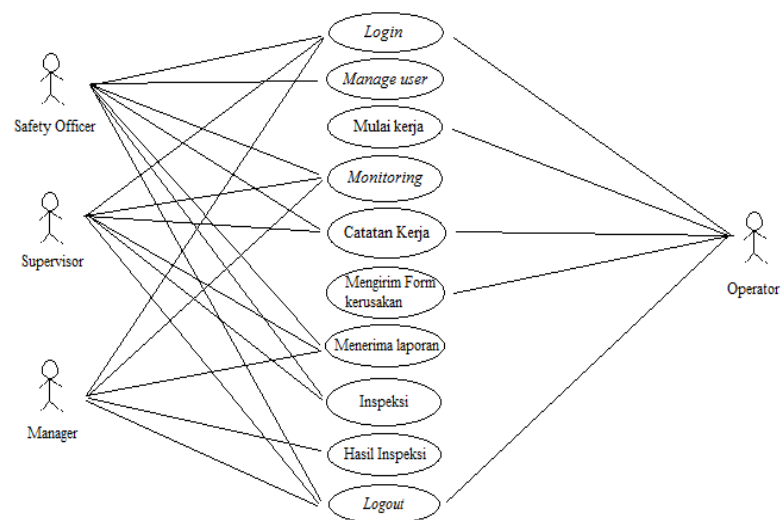 Login
Manage user
Safety Officer
Mulai kerja
Monitoring
Catatan Kerja
Supervisor
Operator
Mengirim Form
kerusakan
Menerima laporan
Inspeksi
Manager
Hasil Inspeksi
Logout